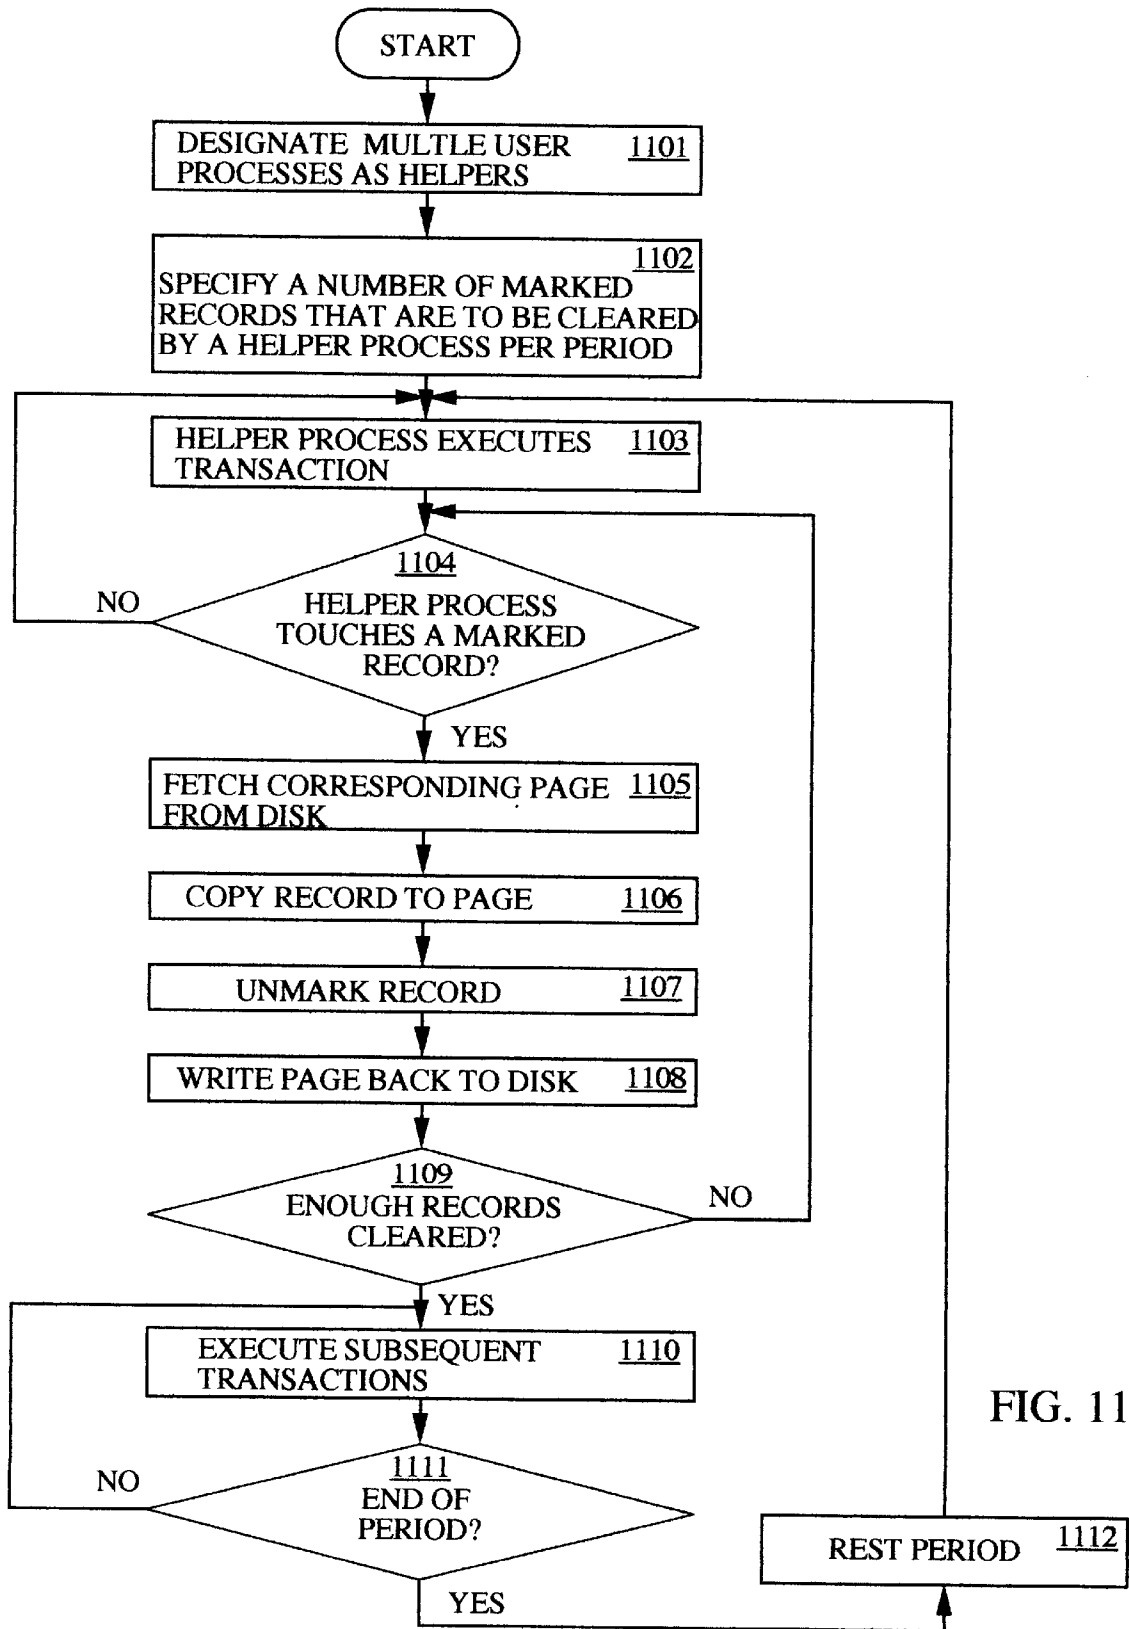 START
DESIGNATE MULTLE USER 1101
PROCESSES AS HELPERS
1102
SPECIFY A NUMBER OF MARKED
RECORDS THAT ARE TO BE CLEARED
BY A HELPER PROCESS PER PERIOD
HELPER PROCESS EXECUTES 1103
TRANSACTION
1104
HELPER PROCESS
TOUCHES A MARKED
RECORD?
NO
YES
FETCH CORRESPONDING PAGE 1105
FROM DISK
COPY RECORD TO PAGE 1106
UNMARK RECORD 1107
WRITE PAGE BACK TO DISK 1108
1109
ENOUGH RECORDS
CLEARED?
NO
YES
EXECUTE SUBSEQUENT 1110
TRANSACTIONS
1111
END OF
PERIOD?
NO
YES
REST PERIOD 1112
FIG. 11